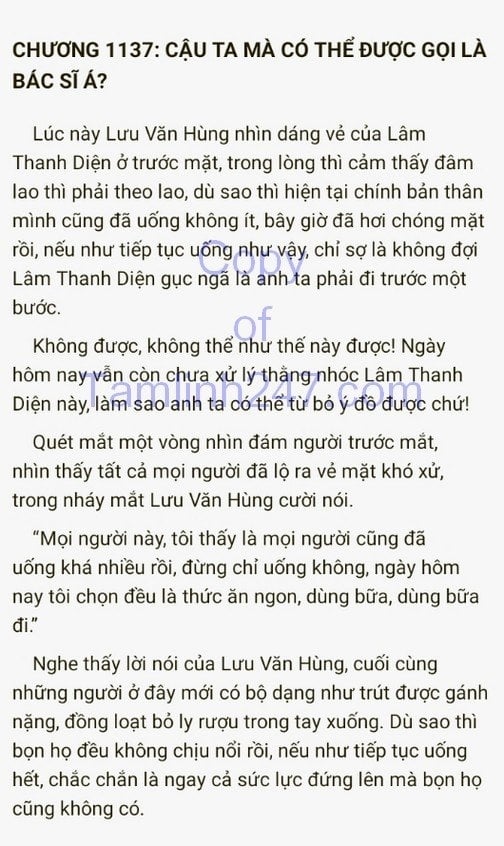 CHƯƠNG 1137: CẬU TA MÀ CÓ THỂ ĐƯỢC GỌI LÀ
BÁC SĨ Á?
Lúc này Lưu Văn Hùng nhìn dáng vẻ của Lâm
Thanh Diện ở trước mặt, trong lòng thì cảm thấy đâm
lao thì phải theo lao, dù sao thì hiện tại chính bản thân
mình cũng đã uống không ít, bây giờ đã hơi chóng mặt
rồi, nếu như tiếp tục uống như vậy, chỉ sợ là không đợi
Lâm Thanh Diện gục ngã là anh ta phải đi trước một
bước.
Copy
of
Tamlinh247.com
Không được, không thể như thế này được! Ngày
hôm nay vẫn còn chưa xử lý thằng nhóc Lâm Thanh
Diện này, làm sao anh ta có thể từ bỏ ý đồ được chứ!
Quét mắt một vòng nhìn đám người trước mắt,
nhìn thấy tất cả mọi người đã lộ ra vẻ mặt khó xử,
trong nháy mắt Lưu Văn Hùng cười nói.
“Mọi người này, tôi thấy là mọi người cũng đã
uống khá nhiều rồi, đừng chỉ uống không, ngày hôm
nay tôi chọn đều là thức ăn ngon, dùng bữa, dùng bữa
đi.”
Nghe thấy lời nói của Lưu Văn Hùng, cuối cùng
những người ở đây mới có bộ dạng như trút được gánh
nặng, đồng loạt bỏ ly rượu trong tay xuống. Dù sao thì
bọn họ đều không chịu nổi rồi, nếu như tiếp tục uống
hết, chắc chắn là ngay cả sức lực đứng lên mà bọn họ
cũng không có.